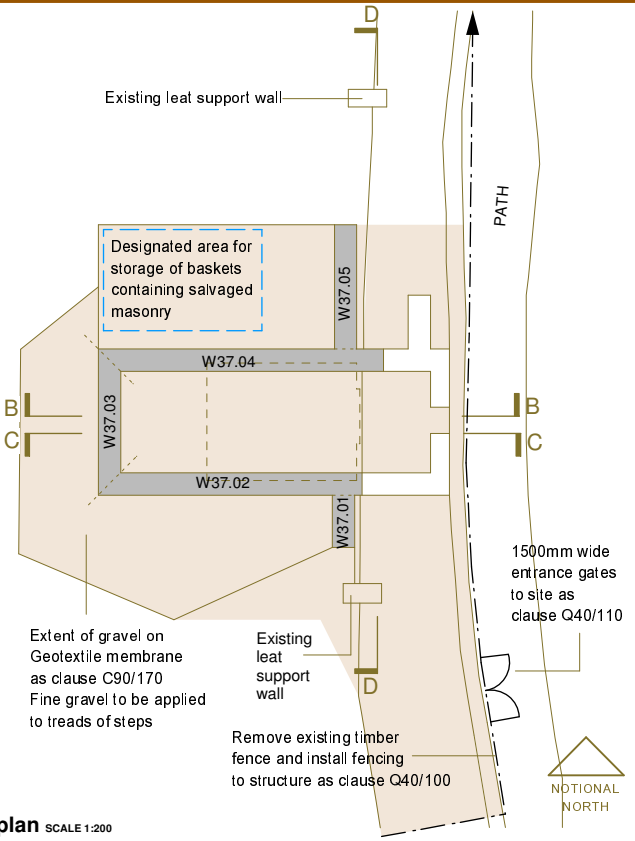 D
Existing leat support wall
PATH
Designated area for
storage of baskets
containing salvaged
masonry
W37.05
W37.04
B
C
W37.03
B
C
W37.02
W37.01
1500mm wide
entrance gates
to site as
clause Q40/110
Extent of gravel on
Geotextile membrane
as clause C90/170
Fine gravel to be applied
to treads of steps
Existing
leat
support
wall
D
Remove existing timber
fence and install fencing
to structure as clause Q40/100
NOTIONAL
NORTH
plan SCALE 1:200